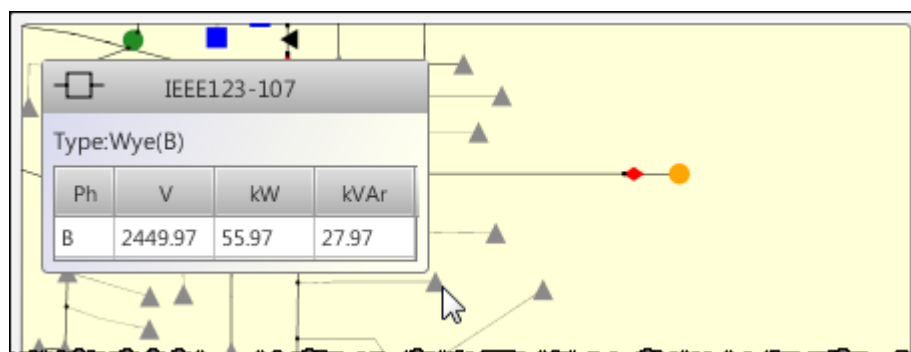 IEEE123-107
Type:Wye(B)
Ph V kW kVAr
B 2449.97 55.97 27.97